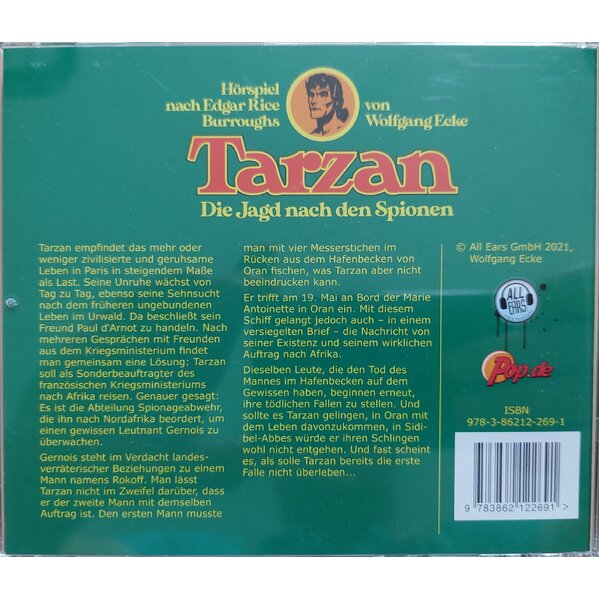 Hörspiel
nach Edgar Rice
Burroughs
von
Wolfgang Ecke
Tarzan
Die Jagd nach den Spionen
Tarzan empfindet das mehr oder
weniger zivilisierte und geruhsame
Leben in Paris in steigendem Maße
als Last. Seine Unruhe wächst von
Tag zu Tag, ebenso seine Sehnsucht
nach dem früheren ungebundenen
Leben im Urwald. Da beschließt sein
Freund Paul d'Arnot zu handeln. Nach
mehreren Gesprächen mit Freunden
aus dem Kriegsministerium findet
man gemeinsam eine Lösung: Tarzan
soll als Sonderbeauftragter des
französischen Kriegsministeriums
nach Afrika reisen. Genauer gesagt:
Es ist die Abteilung Spionageabwehr,
die ihn nach Nordafrika beordert, um
einen gewissen Leutnant Gernois zu
überwachen.
Gernois steht im Verdacht landes-
verräterischer Beziehungen zu einem
Mann namens Rokoff. Man lässt
Tarzan nicht im Zweifel darüber, dass
er der zweite Mann mit demselben
Auftrag ist. Den ersten Mann musste
man mit vier Messerstichen im
Rücken aus dem Hafenbecken von
Oran fischen, was Tarzan aber nicht
beeindrucken kann.
Er trifft am 19. Mai an Bord der Marie
Antoinette in Oran ein. Mit diesem
Schiff gelangt jedoch auch – in einem
versiegelten Brief – die Nachricht von
seiner Existenz und seinem wirklichen
Auftrag nach Afrika.
Dieselben Leute, die den Tod des
Mannes im Hafenbecken auf dem
Gewissen haben, beginnen erneut,
ihre tödlichen Fallen zu stellen. Und
sollte es Tarzan gelingen, in Oran mit
dem Leben davonzukommen, in Sidi-
bel-Abbes würde er ihren Schlingen
wohl nicht entgehen. Und fast scheint
es, als solle Tarzan bereits die erste
Falle nicht überleben...
© All Ears GmbH 2021,
Wolfgang Ecke
ALL
EARS
Pop.de
ISBN
978-3-86212-269-1
9 783862 122691 >